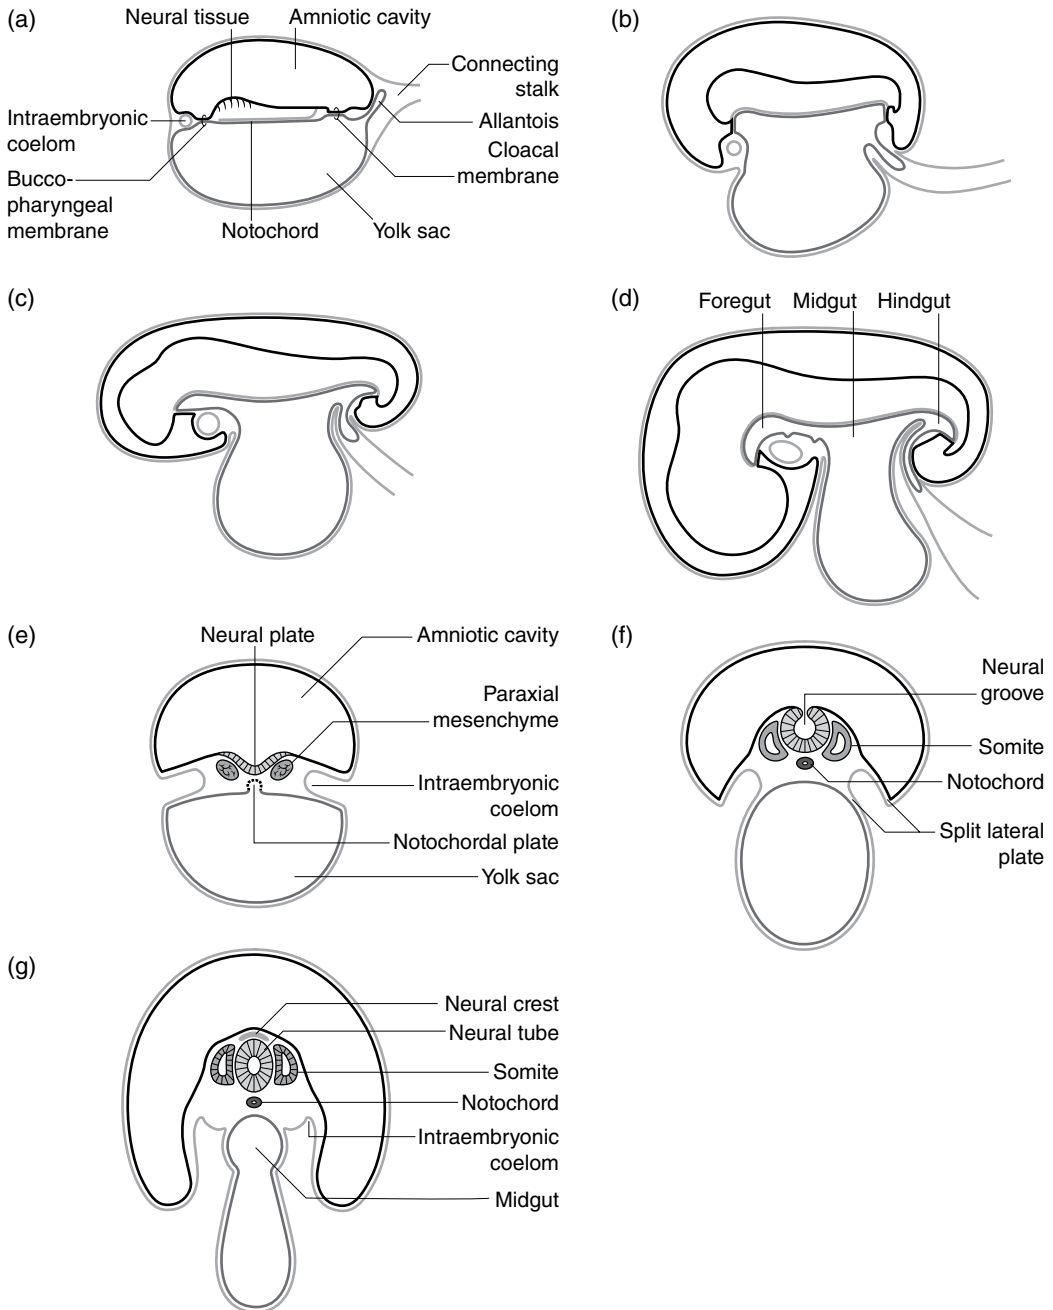 (a)
Neural tissue
Amniotic cavity
Connecting
stalk
Intraembryonic
coelom
Allantois
Cloacal
membrane
Bucco-
pharyngeal
membrane
Notochord
Yolk sac
(b)
(c)
(d)
Foregut
Midgut
Hindgut
(e)
Neural plate
Amniotic cavity
Paraxial
mesenchyme
Intraembryonic
coelom
Notochordal plate
Yolk sac
(f)
Neural
groove
Somite
Notochord
Split lateral
plate
(g)
Neural crest
Neural tube
Somite
Notochord
Intraembryonic
coelom
Midgut